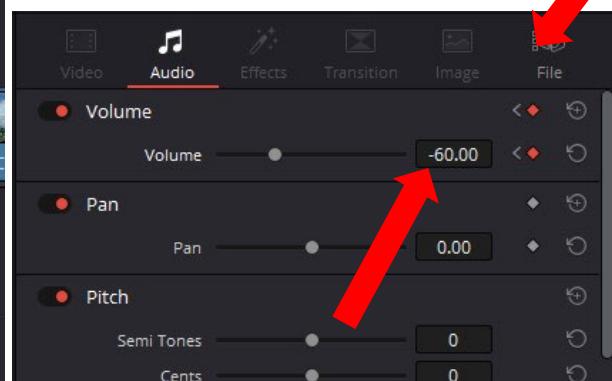 Video Audio Effects Transition Image File
Volume
Volume -60.00
Pan
Pan 0.00
Pitch
Semi Tones 0
Cents 0